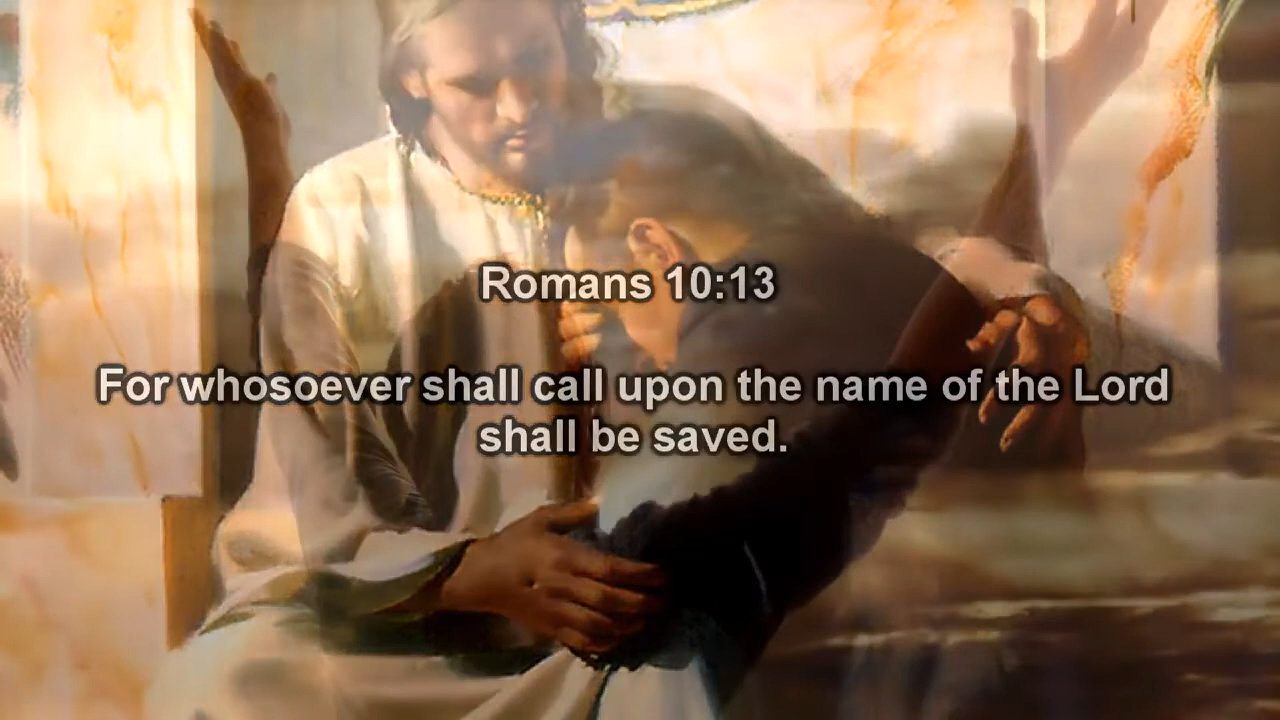 Romans 10:13
For whosoever shall call upon the name of the Lord
shall be saved.